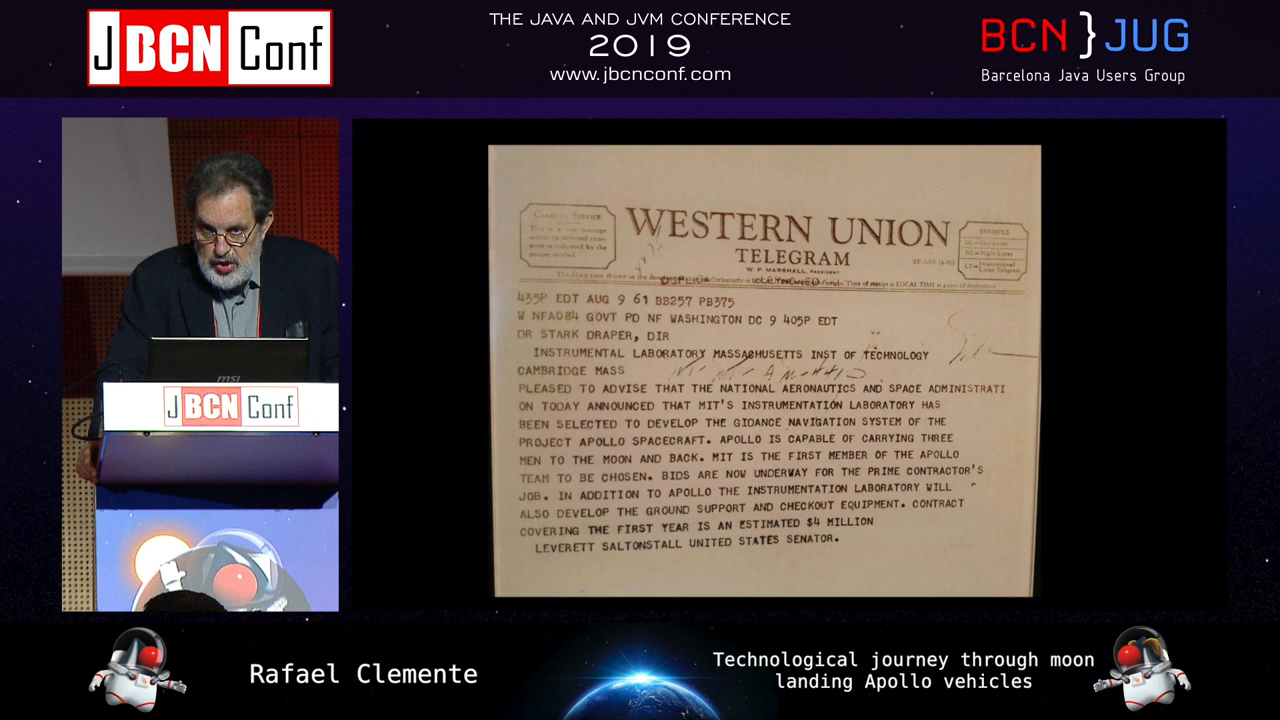 JBCNConf
THE JAVA AND JVM CONFERENCE
2019
www.jbcnconf.com
BCN}JUG
Barcelona Java Users Group
msi
JBCNConf
WESTERN UNION
TELEGRAM
W. P. MARSHALL, PRESIDENT
SYMBOLS
435P EDT AUG 9 61 BB257 PB375
W NFA084 GOVT PD NF WASHINGTON DC 9 405P EDT
DR STARK DRAPER, DIR
INSTRUMENTAL LABORATORY MASSACHUSETTS INST OF TECHNOLOGY
CAMBRIDGE MASS
PLEASED TO ADVISE THAT THE NATIONAL AERONAUTICS AND SPACE ADMINISTRATI
ON TODAY ANNOUNCED THAT MIT'S INSTRUMENTATION LABORATORY HAS
BEEN SELECTED TO DEVELOP THE GIDANCE NAVIGATION SYSTEM OF THE
PROJECT APOLLO SPACECRAFT. APOLLO IS CAPABLE OF CARRYING THREE
MEN TO THE MOON AND BACK. MIT IS THE FIRST MEMBER OF THE APOLLO
TEAM TO BE CHOSEN. BIDS ARE NOW UNDERWAY FOR THE PRIME CONTRACTOR'S
JOB. IN ADDITION TO APOLLO THE INSTRUMENTATION LABORATORY WILL
ALSO DEVELOP THE GROUND SUPPORT AND CHECKOUT EQUIPMENT. CONTRACT
COVERING THE FIRST YEAR IS AN ESTIMATED $4 MILLION
LEVERETT SALTONSTALL UNITED STATES SENATOR.
Rafael Clemente
Technological journey through moon
landing Apollo vehicles